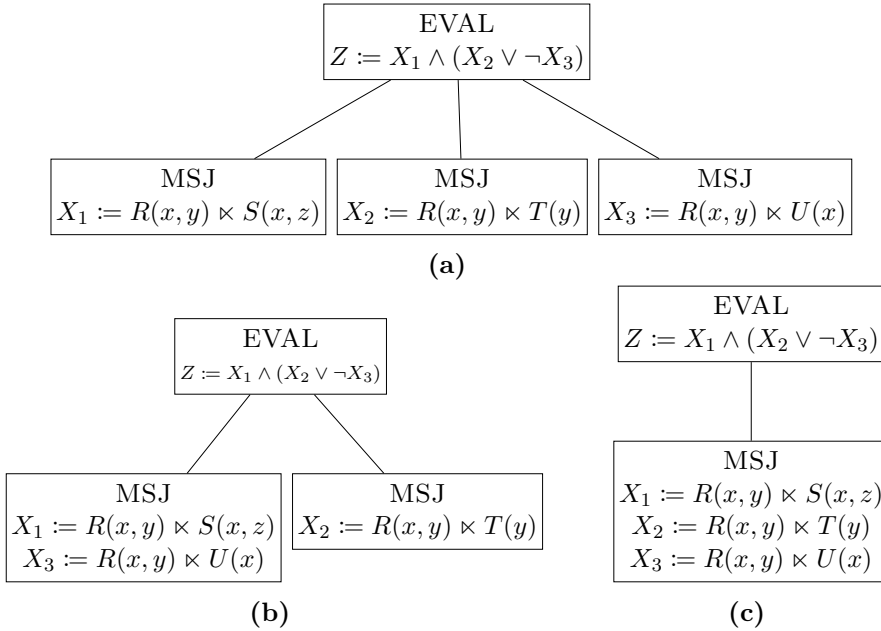 EVAL
Z := X₁ ∧ (X₂ ∨ ¬X₃)
MSJ
X₁ := R(x, y) ⋉ S(x, z)
MSJ
X₂ := R(x, y) ⋉ T(y)
MSJ
X₃ := R(x, y) ⋉ U(x)
(a)
EVAL
Z := X₁ ∧ (X₂ ∨ ¬X₃)
MSJ
X₁ := R(x, y) ⋉ S(x, z)
X₃ := R(x, y) ⋉ U(x)
MSJ
X₂ := R(x, y) ⋉ T(y)
(b)
EVAL
Z := X₁ ∧ (X₂ ∨ ¬X₃)
MSJ
X₁ := R(x, y) ⋉ S(x, z)
X₂ := R(x, y) ⋉ T(y)
X₃ := R(x, y) ⋉ U(x)
(c)